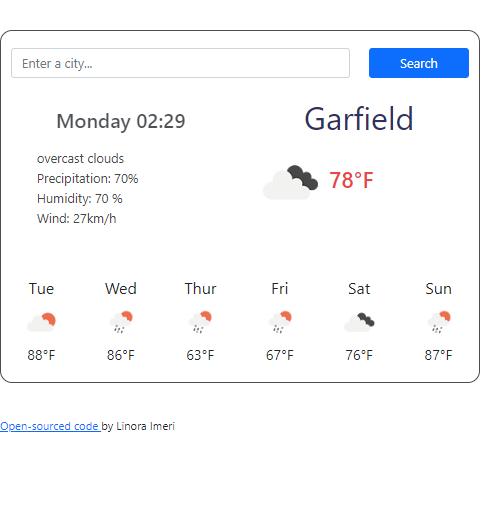 Enter a city...
Search
Monday 02:29
Garfield
overcast clouds
Precipitation: 70%
Humidity: 70 %
Wind: 27km/h
78°F
Tue Wed Thur Fri Sat Sun
88°F 86°F 63°F 67°F 76°F 87°F
Open-sourced code by Linora Imeri